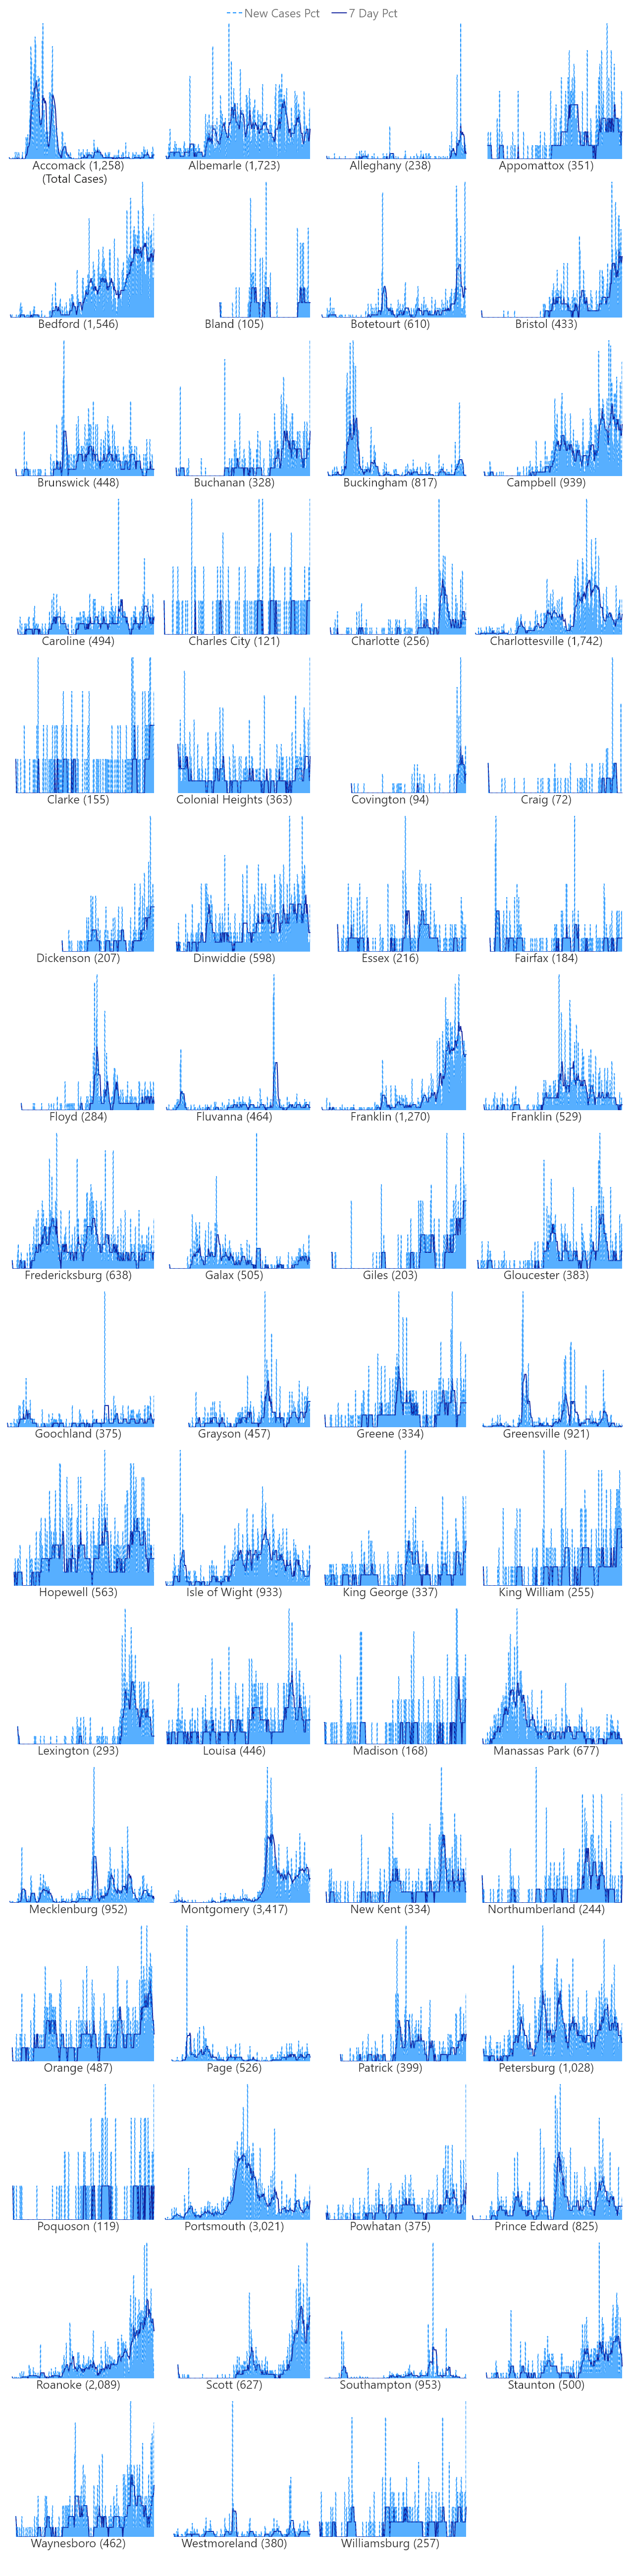 New Cases Pct 7 Day Pct
Accomack (1,258) Albemarle (1,723) Alleghany (238) Appomattox (351)
(Total Cases)
Bedford (1,546) Bland (105) Botetourt (610) Bristol (433)
Brunswick (448) Buchanan (328) Buckingham (817) Campbell (939)
Caroline (494) Charles City (121) Charlotte (256) Charlottesville (1,742)
Clarke (155) Colonial Heights (363) Covington (94) Craig (72)
Dickenson (207) Dinwiddie (598) Essex (216) Fairfax (184)
Floyd (284) Fluvanna (464) Franklin (1,270) Franklin (529)
Fredericksburg (638) Galax (505) Giles (203) Gloucester (383)
Goochland (375) Grayson (457) Greene (334) Greensville (921)
Hopewell (563) Isle of Wight (933) King George (337) King William (255)
Lexington (293) Louisa (446) Madison (168) Manassas Park (677)
Mecklenburg (952) Montgomery (3,417) New Kent (334) Northumberland (244)
Orange (487) Page (526) Patrick (399) Petersburg (1,028)
Poquoson (119) Portsmouth (3,021) Powhatan (375) Prince Edward (825)
Roanoke (2,089) Scott (627) Southampton (953) Staunton (500)
Waynesboro (462) Westmoreland (380) Williamsburg (257)